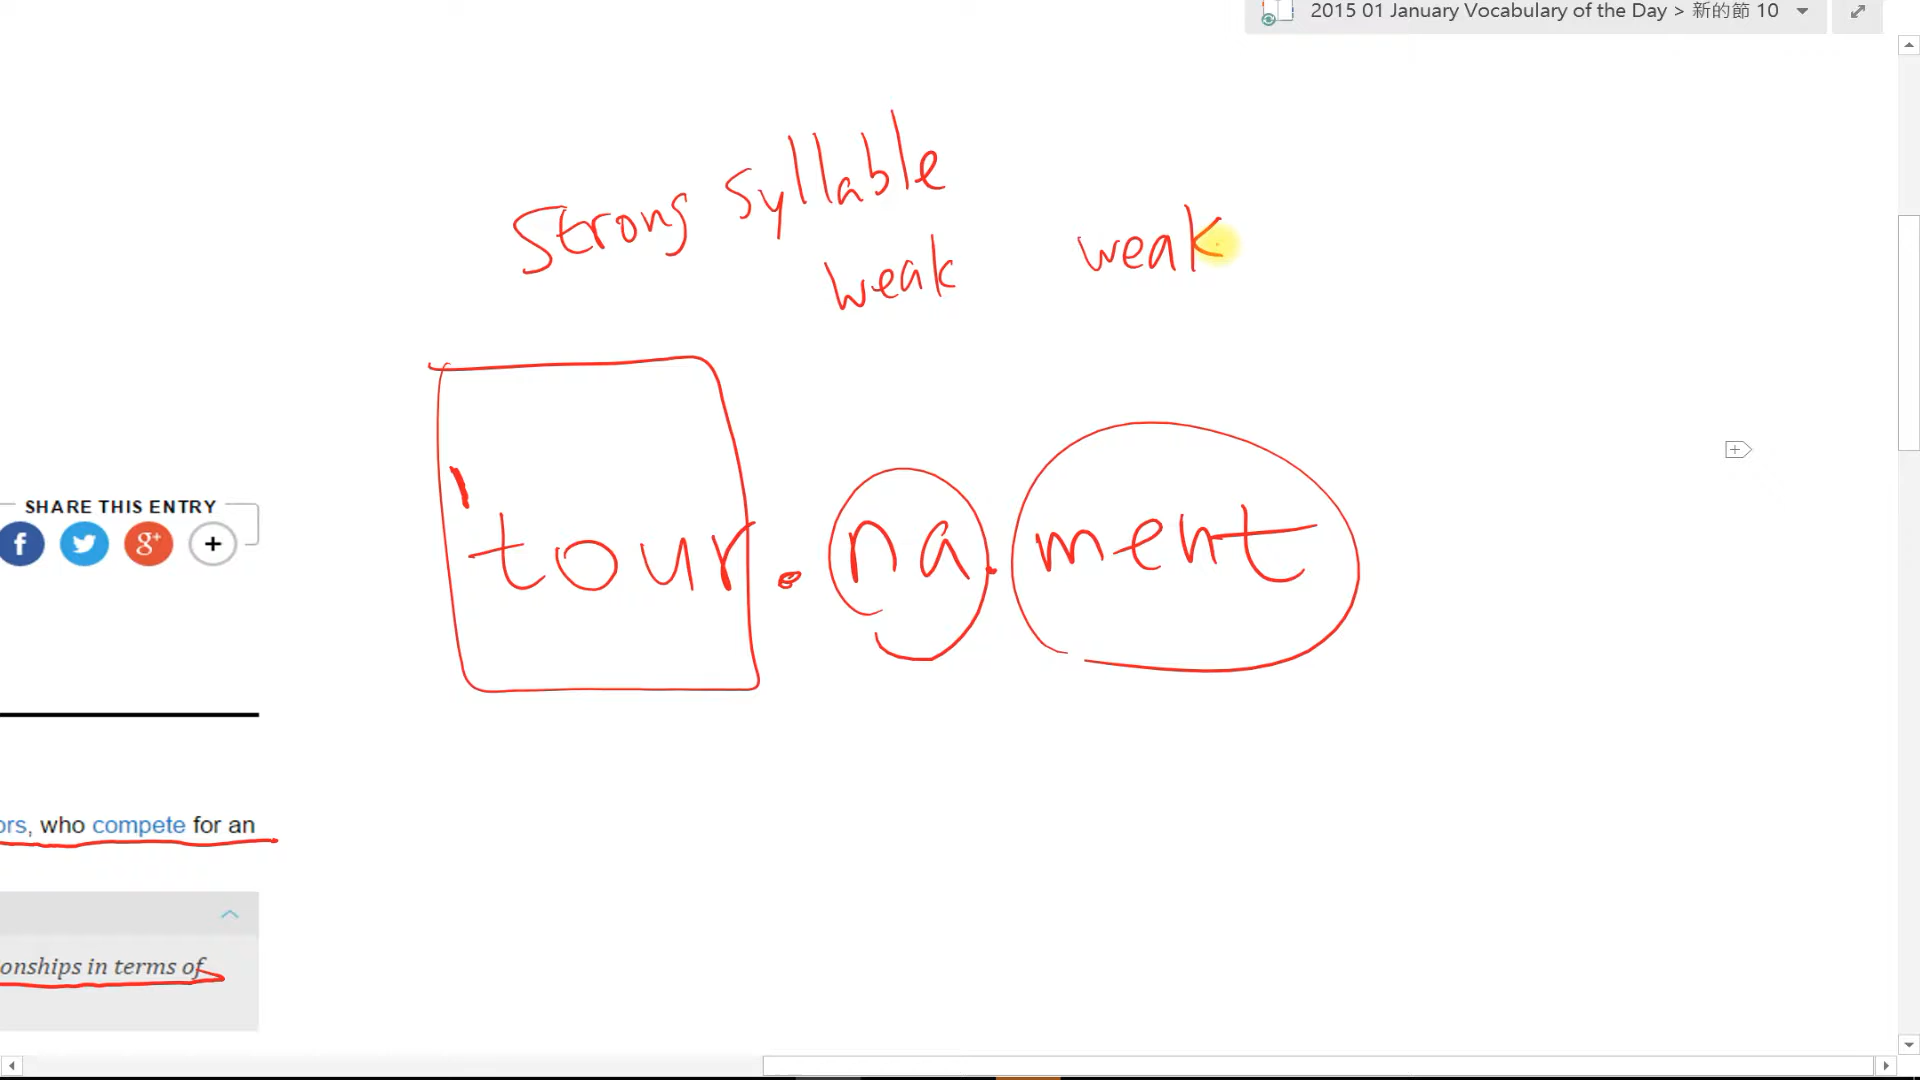 2015 01 January Vocabulary of the Day > 新的節 10
strong syllable
weak weak
'tour.na.ment
SHARE THIS ENTRY
f g+ +
ors, who compete for an
onships in terms of